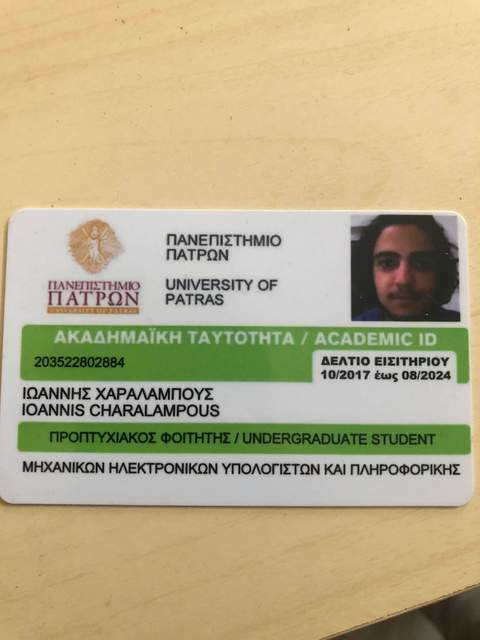 ΠΑΝΕΠΙΣΤΗΜΙΟ
ΠΑΤΡΩΝ
UNIVERSITY OF PATRAS
ΠΑΝΕΠΙΣΤΗΜΙΟ
ΠΑΤΡΩΝ
UNIVERSITY OF
PATRAS
ΑΚΑΔΗΜΑΪΚΗ ΤΑΥΤΟΤΗΤΑ / ACADEMIC ID
203522802884
ΔΕΛΤΙΟ ΕΙΣΙΤΗΡΙΟΥ
10/2017 έως 08/2024
ΙΩΑΝΝΗΣ ΧΑΡΑΛΑΜΠΟΥΣ
IOANNIS CHARALAMPOUS
ΠΡΟΠΤΥΧΙΑΚΟΣ ΦΟΙΤΗΤΗΣ / UNDERGRADUATE STUDENT
ΜΗΧΑΝΙΚΩΝ ΗΛΕΚΤΡΟΝΙΚΩΝ ΥΠΟΛΟΓΙΣΤΩΝ ΚΑΙ ΠΛΗΡΟΦΟΡΙΚΗΣ